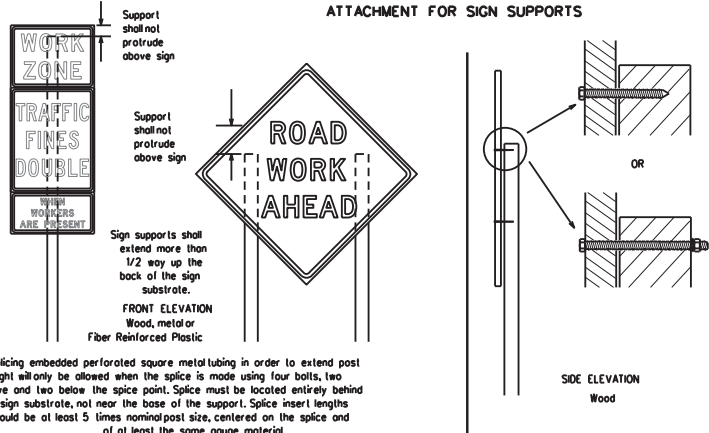 ATTACHMENT FOR SIGN SUPPORTS
Support
shall not
protrude
above sign
WORK
ZONE
TRAFFIC
FINES
DOUBLE
WHEN
WORKERS
ARE PRESENT
Support
shall not
protrude
above sign
ROAD
WORK
AHEAD
Sign supports shall
extend more than
1/2 way up the
back of the sign
substrate.
FRONT ELEVATION
Wood, metal or
Fiber Reinforced Plastic
OR
SIDE ELEVATION
Wood
licing embedded perforated square metal tubing in order to extend post
ght will only be allowed when the splice is made using four bolts, two
ve and two below the spice point. Splice must be located entirely behind
sign substrate, not near the base of the support. Splice insert lengths
ould be at least 5 times nominal post size, centered on the splice and
of at least the same gauge material